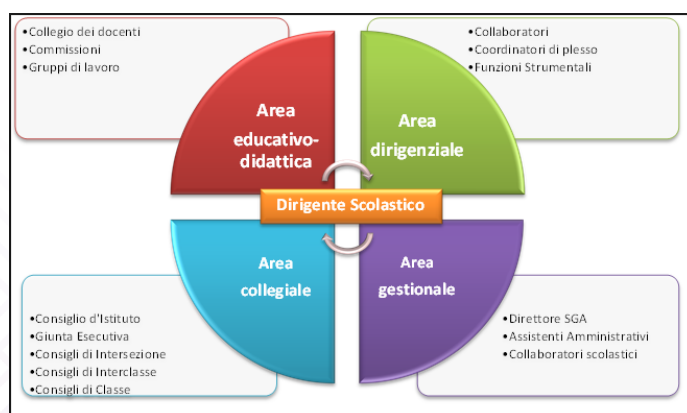 •Collegio dei docenti
•Commissioni
•Gruppi di lavoro
•Collaboratori
•Coordinatori di plesso
•Funzioni Strumentali
Area
educativo-
didattica
Area
dirigenziale
Dirigente Scolastico
Area
collegiale
Area
gestionale
•Consiglio d'Istituto
•Giunta Esecutiva
•Consigli di Intersezione
•Consigli di Interclasse
•Consigli di Classe
•Direttore SGA
•Assistenti Amministrativi
•Collaboratori scolastici